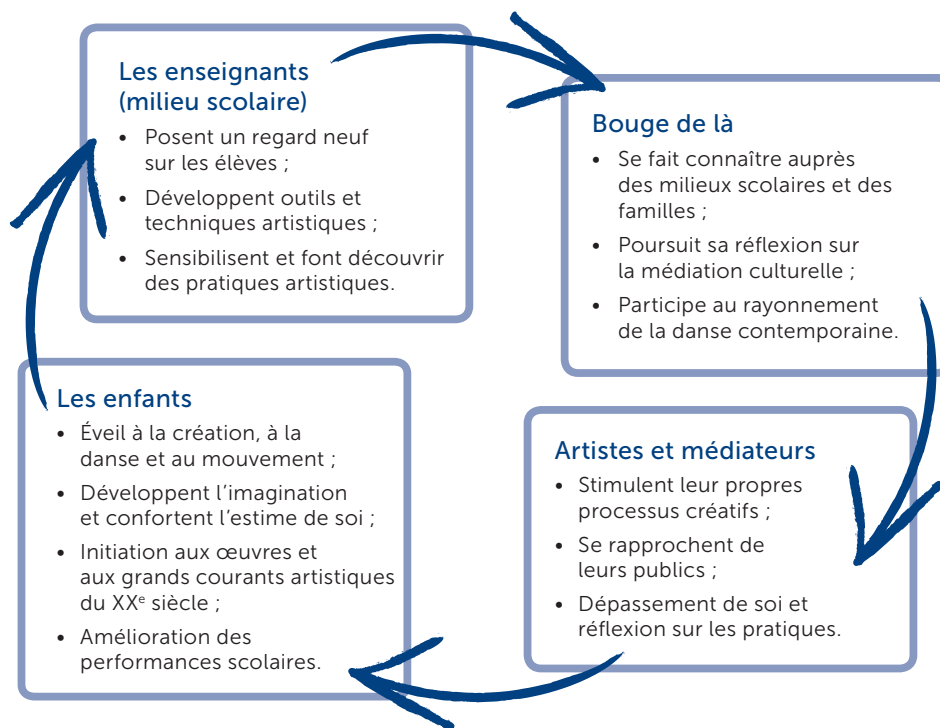 Les enseignants
(milieu scolaire)
• Posent un regard neuf
sur les élèves ;
• Développent outils et
techniques artistiques ;
• Sensibilisent et font découvrir
des pratiques artistiques.
Bouge de là
• Se fait connaître auprès
des milieux scolaires et des
familles ;
• Poursuit sa réflexion sur
la médiation culturelle ;
• Participe au rayonnement
de la danse contemporaine.
Artistes et médiateurs
• Stimulent leur propres
processus créatifs ;
• Se rapprochent de
leurs publics ;
• Dépassement de soi et
réflexion sur les pratiques.
Les enfants
• Éveil à la création, à la
danse et au mouvement ;
• Développent l’imagination
et confortent l’estime de soi ;
• Initiation aux œuvres et
aux grands courants artistiques
du XXe siècle ;
• Amélioration des
performances scolaires.